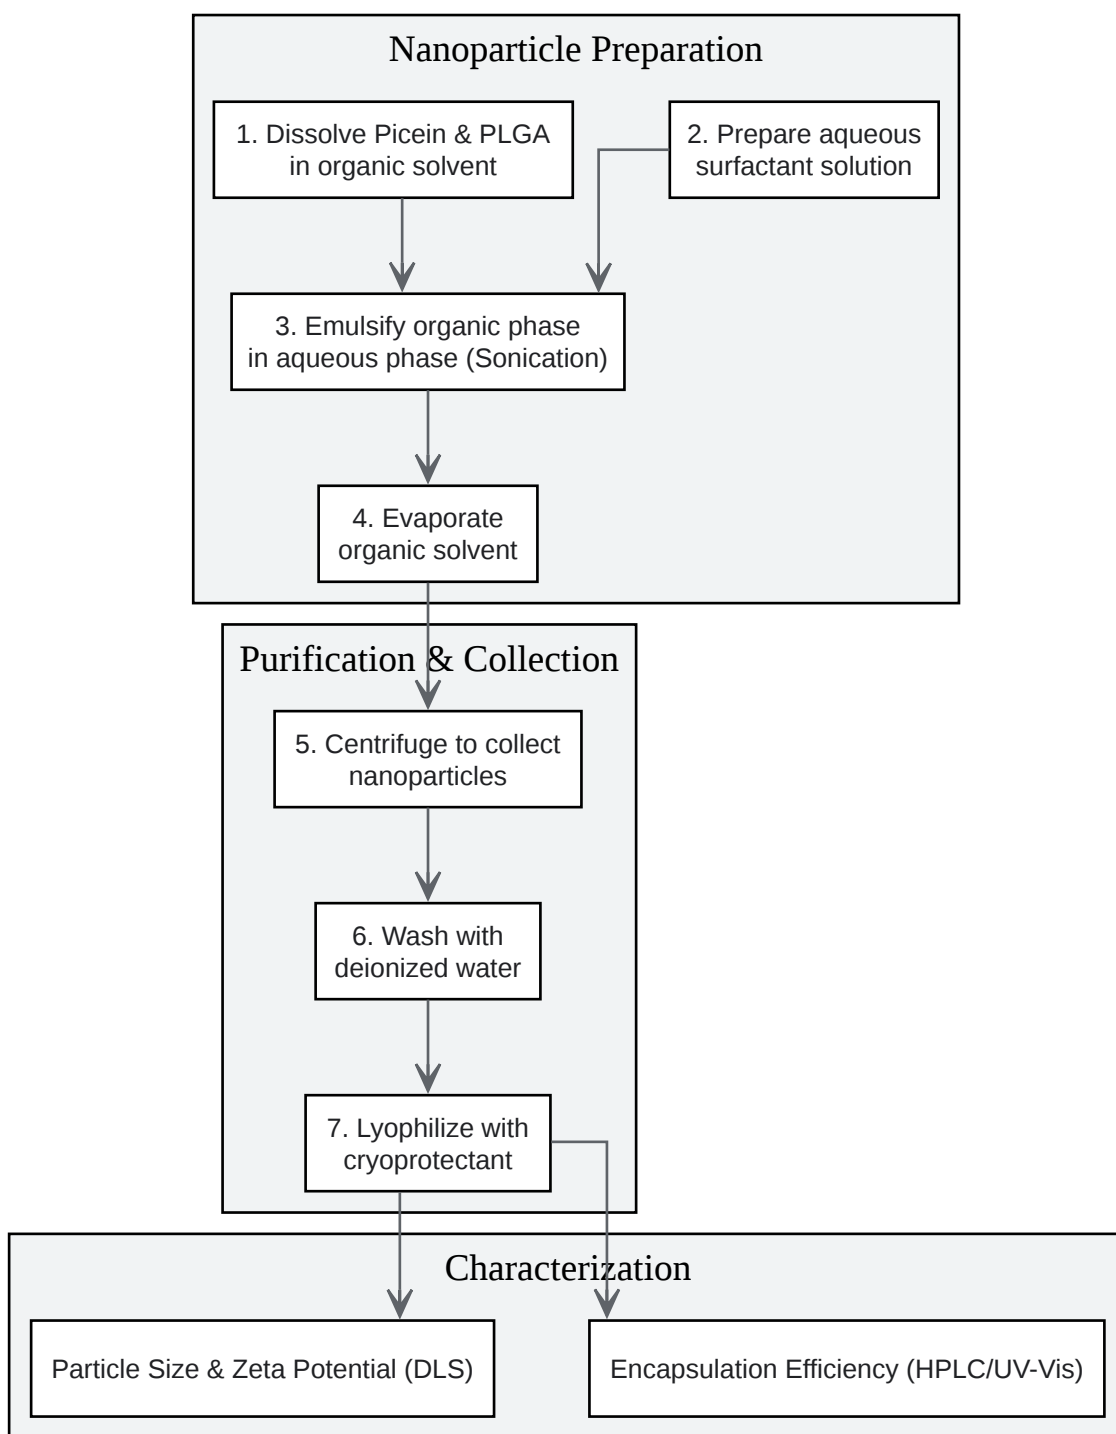 Nanoparticle Preparation
1. Dissolve Picein & PLGA
in organic solvent
2. Prepare aqueous
surfactant solution
3. Emulsify organic phase
in aqueous phase (Sonication)
4. Evaporate
organic solvent
Purification & Collection
5. Centrifuge to collect
nanoparticles
6. Wash with
deionized water
7. Lyophilize with
cryoprotectant
Characterization
Particle Size & Zeta Potential (DLS)
Encapsulation Efficiency (HPLC/UV-Vis)